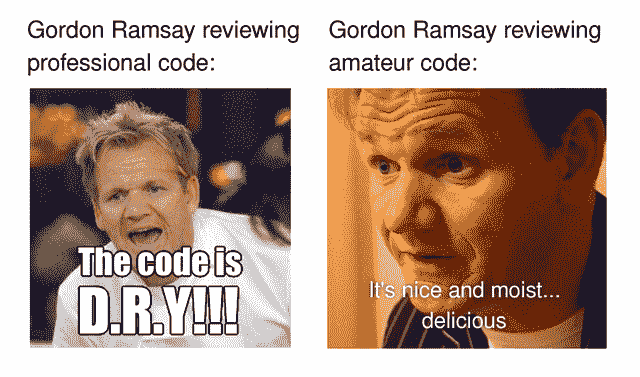 Gordon Ramsay reviewing
professional code:
Gordon Ramsay reviewing
amateur code:
The code is
D.R.Y!!!
It's nice and moist...
delicious